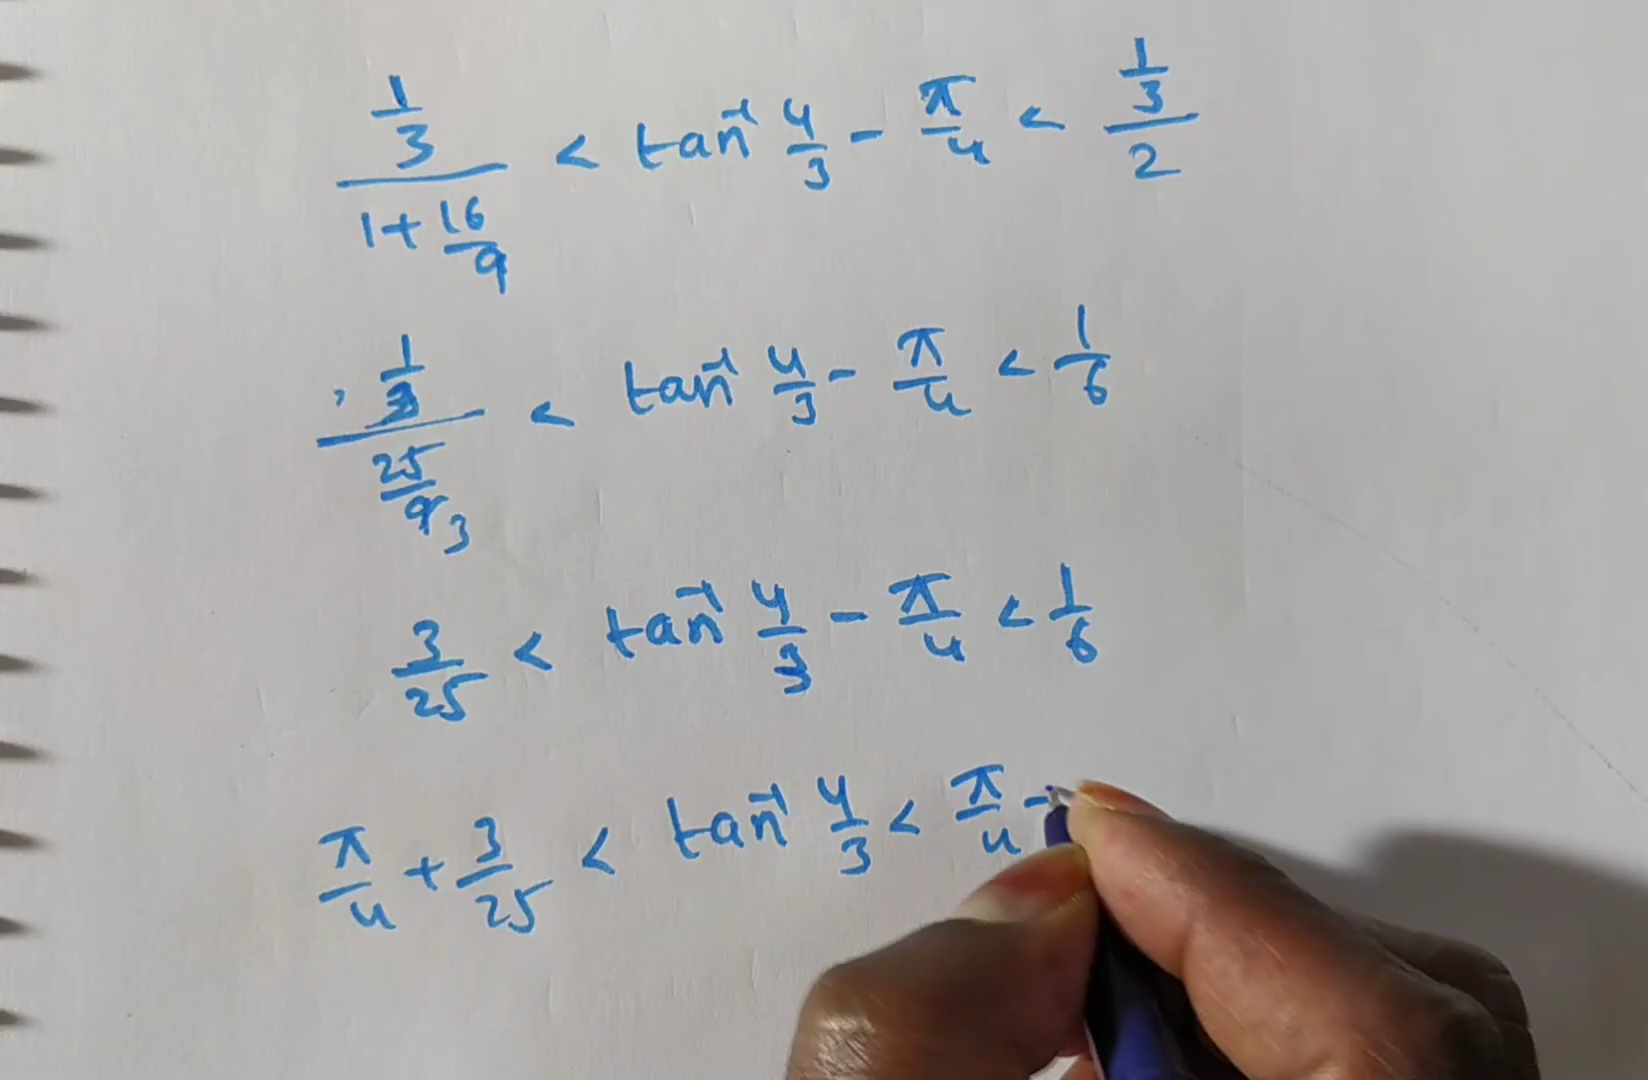 (1/3)/(1+16/9) < tan⁻¹ 4/3 - π/4 < (1/3)/2
(1/3)/(25/9) 3 < tan⁻¹ 4/3 - π/4 < 1/6
3/25 < tan⁻¹ 4/3 - π/4 < 1/6
π/4 + 3/25 < tan⁻¹ 4/3 < π/4